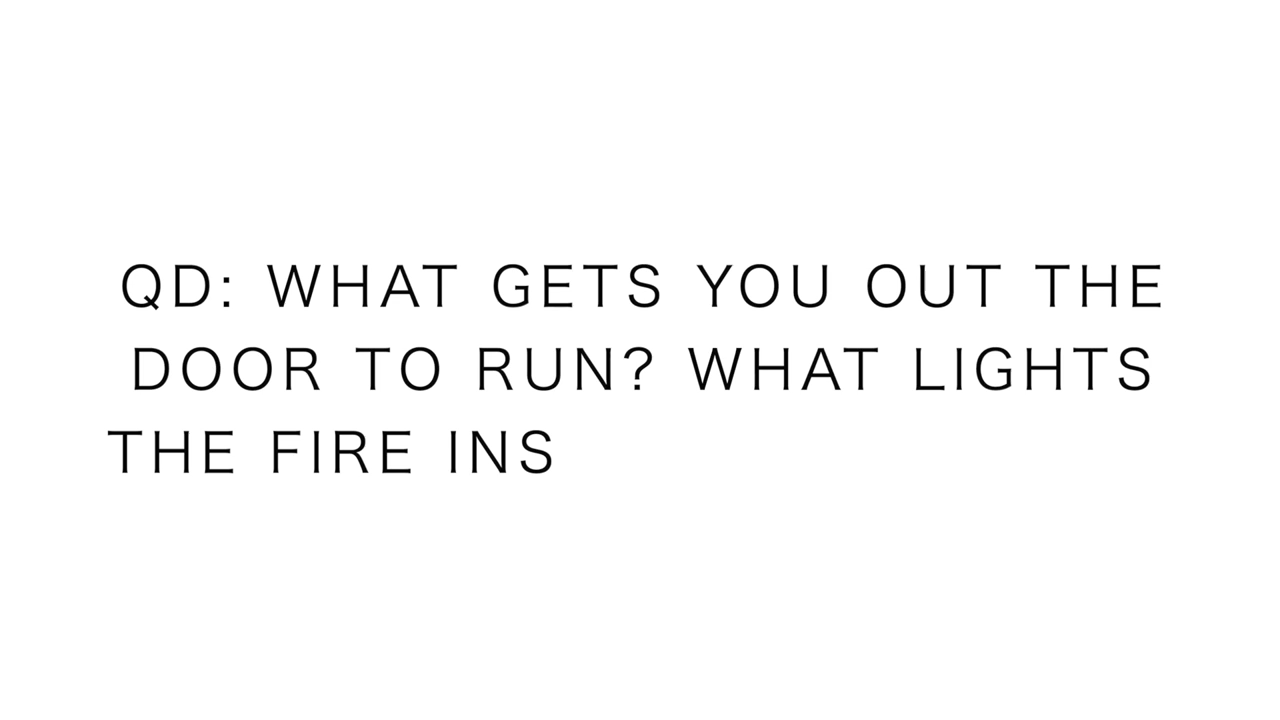 QD: WHAT GETS YOU OUT THE
DOOR TO RUN? WHAT LIGHTS
THE FIRE INS